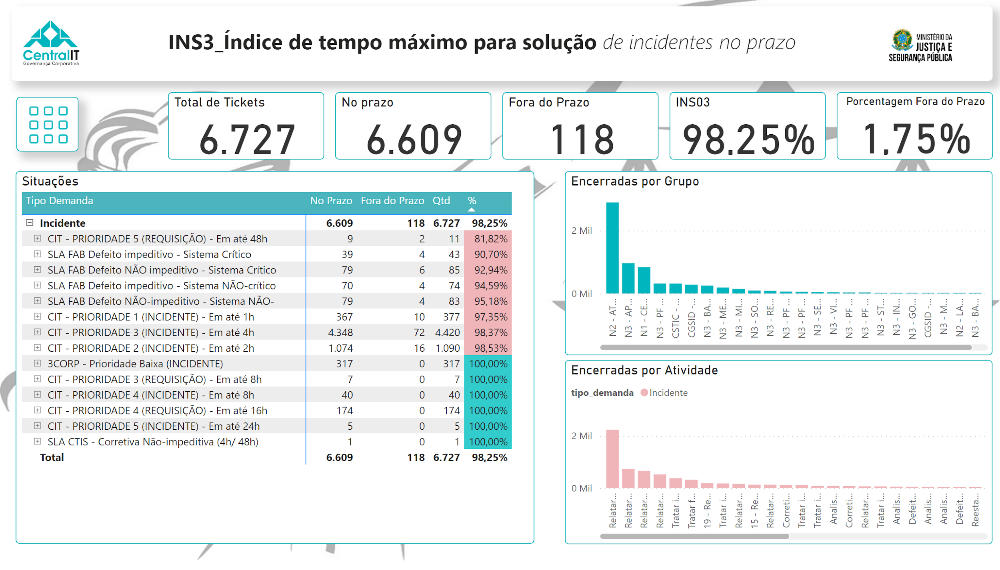 CentralIT
Governança Corporativa
INS3_Índice de tempo máximo para solução de incidentes no prazo
MINISTÉRIO DA
JUSTIÇA E
SEGURANÇA PÚBLICA
Total de Tickets
6.727
No prazo
6.609
Fora do Prazo
118
INS03
98.25%
Porcentagem Fora do Prazo
1,75%
Situações
Tipo Demanda No Prazo Fora do Prazo Qtd %
Incidente 6.609 118 6.727 98,25%
CIT - PRIORIDADE 5 (REQUISIÇÃO) - Em até 48h 9 2 11 81,82%
SLA FAB Defeito impeditivo - Sistema Crítico 39 4 43 90,70%
SLA FAB Defeito NÃO impeditivo - Sistema Crítico 79 6 85 92,94%
SLA FAB Defeito impeditivo - Sistema NÃO-crítico 70 4 74 94,59%
SLA FAB Defeito NÃO-impeditivo - Sistema NÃO- 79 4 83 95,18%
CIT - PRIORIDADE 1 (INCIDENTE) - Em até 1h 367 10 377 97,35%
CIT - PRIORIDADE 3 (INCIDENTE) - Em até 4h 4.348 72 4.420 98,37%
CIT - PRIORIDADE 2 (INCIDENTE) - Em até 2h 1.074 16 1.090 98,53%
3CORP - Prioridade Baixa (INCIDENTE) 317 0 317 100,00%
CIT - PRIORIDADE 3 (REQUISIÇÃO) - Em até 8h 7 0 7 100,00%
CIT - PRIORIDADE 4 (INCIDENTE) - Em até 8h 40 0 40 100,00%
CIT - PRIORIDADE 4 (REQUISIÇÃO) - Em até 16h 174 0 174 100,00%
CIT - PRIORIDADE 5 (INCIDENTE) - Em até 24h 5 0 5 100,00%
SLA CTIS - Corretiva Não-impeditiva (4h/ 48h) 1 0 1 100,00%
Total 6.609 118 6.727 98,25%
Encerradas por Grupo
2 Mil
0 Mil
N2 - AT...
N3 - AP...
N1 - CE...
N3 - PF ...
CSTIC - ...
CGSID -...
N3 - BA...
N3 - ME...
N3 - MI...
N3 - SO...
N3 - RE...
N3 - PF ...
N3 - PF ...
N3 - SE...
N3 - VI...
N3 - PF ...
N3 - PF ...
N3 - ST...
N3 - IN...
N3 - GO...
CGSID -...
N3 - M...
N2 - LA...
N3 - BA...
Encerradas por Atividade
tipo_demanda Incidente
2 Mil
0 Mil
Relatar...
Relatar...
Relatar...
Relatar...
Tratar i...
Tratar f...
19 - Re...
Tratar i...
Relatar...
15 - Re...
Relatar...
Correti...
Tratar i...
Tratar i...
Analis...
Correti...
Relatar...
Tratar i...
Analis...
Defeit...
Analis...
Analis...
Defeit...
Reesta...